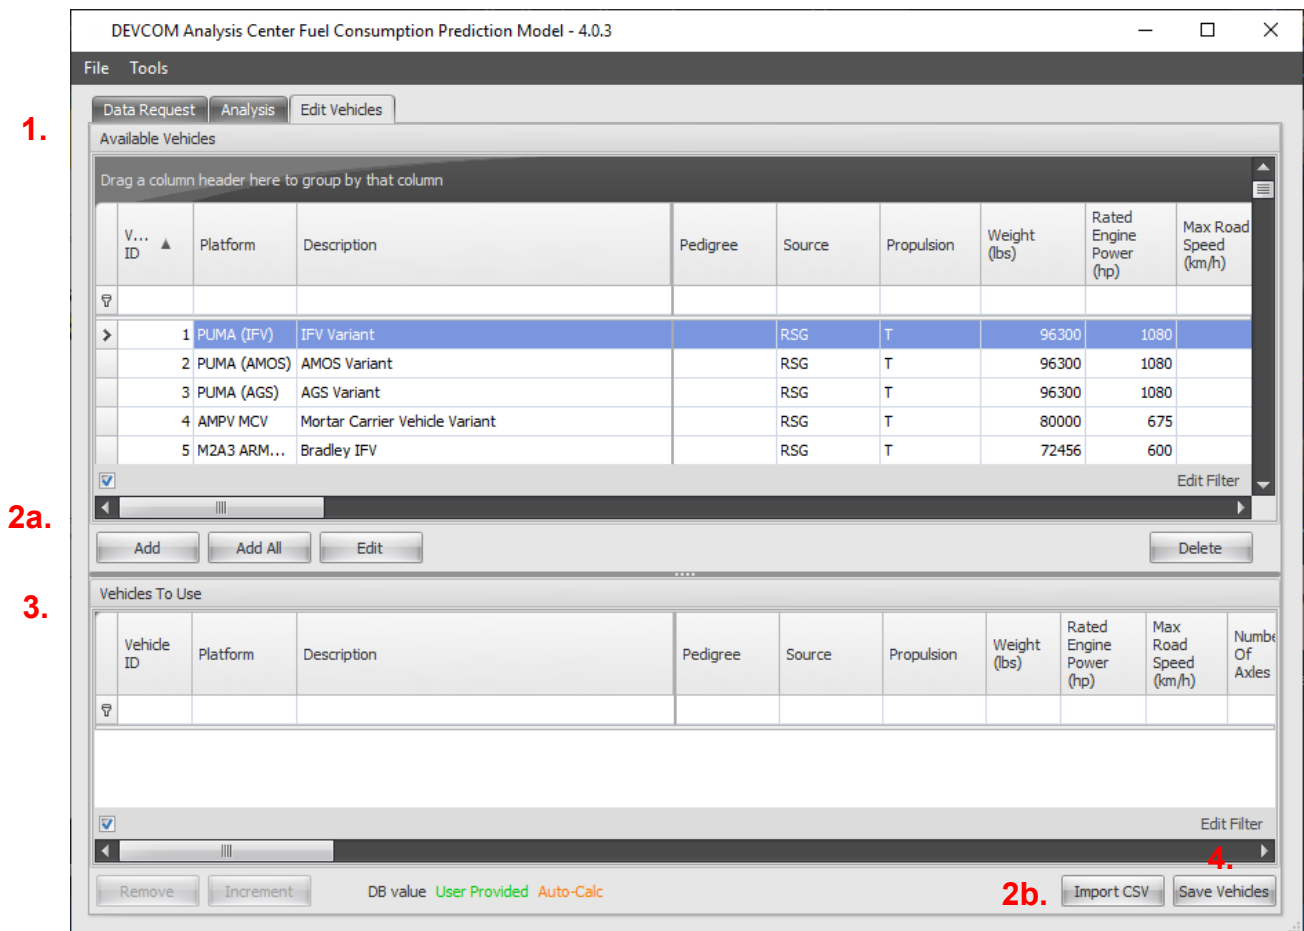 DEVCOM Analysis Center Fuel Consumption Prediction Model - 4.0.3
File Tools
Data Request Analysis Edit Vehicles
1.
Available Vehicles
Drag a column header here to group by that column
V... ID Platform Description Pedigree Source Propulsion Weight (lbs) Rated Engine Power (hp) Max Road Speed (km/h)
1 PUMA (IFV) IFV Variant RSG T 96300 1080
2 PUMA (AMOS) AMOS Variant RSG T 96300 1080
3 PUMA (AGS) AGS Variant RSG T 96300 1080
4 AMPV MCV Mortar Carrier Vehicle Variant RSG T 80000 675
5 M2A3 ARM... Bradley IFV RSG T 72456 600
Edit Filter
2a.
Add Add All Edit Delete
Vehicles To Use
3.
Vehicle ID Platform Description Pedigree Source Propulsion Weight (lbs) Rated Engine Power (hp) Max Road Speed (km/h) Numbe Of Axles
Edit Filter
4.
Remove Increment DB value User Provided Auto-Calc 2b. Import CSV Save Vehicles